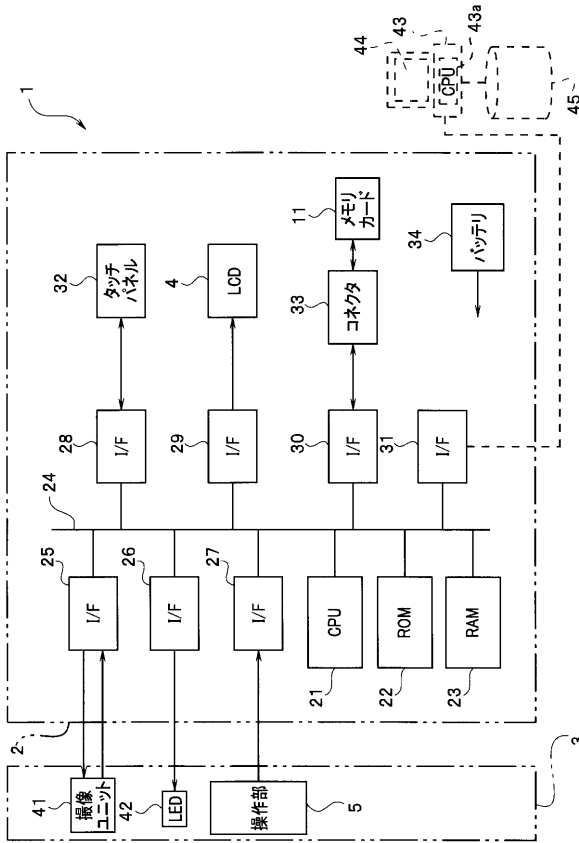 1
2
3
撮像
ユニット
41
LED
42
操作部
5
I/F
25
I/F
26
I/F
27
CPU
21
ROM
22
RAM
23
24
I/F
28
I/F
29
I/F
30
I/F
31
タッチ
パネル
32
LCD
4
コネクタ
33
メモリ
カード
11
バッテリ
34
44
43
CPU
43a
45